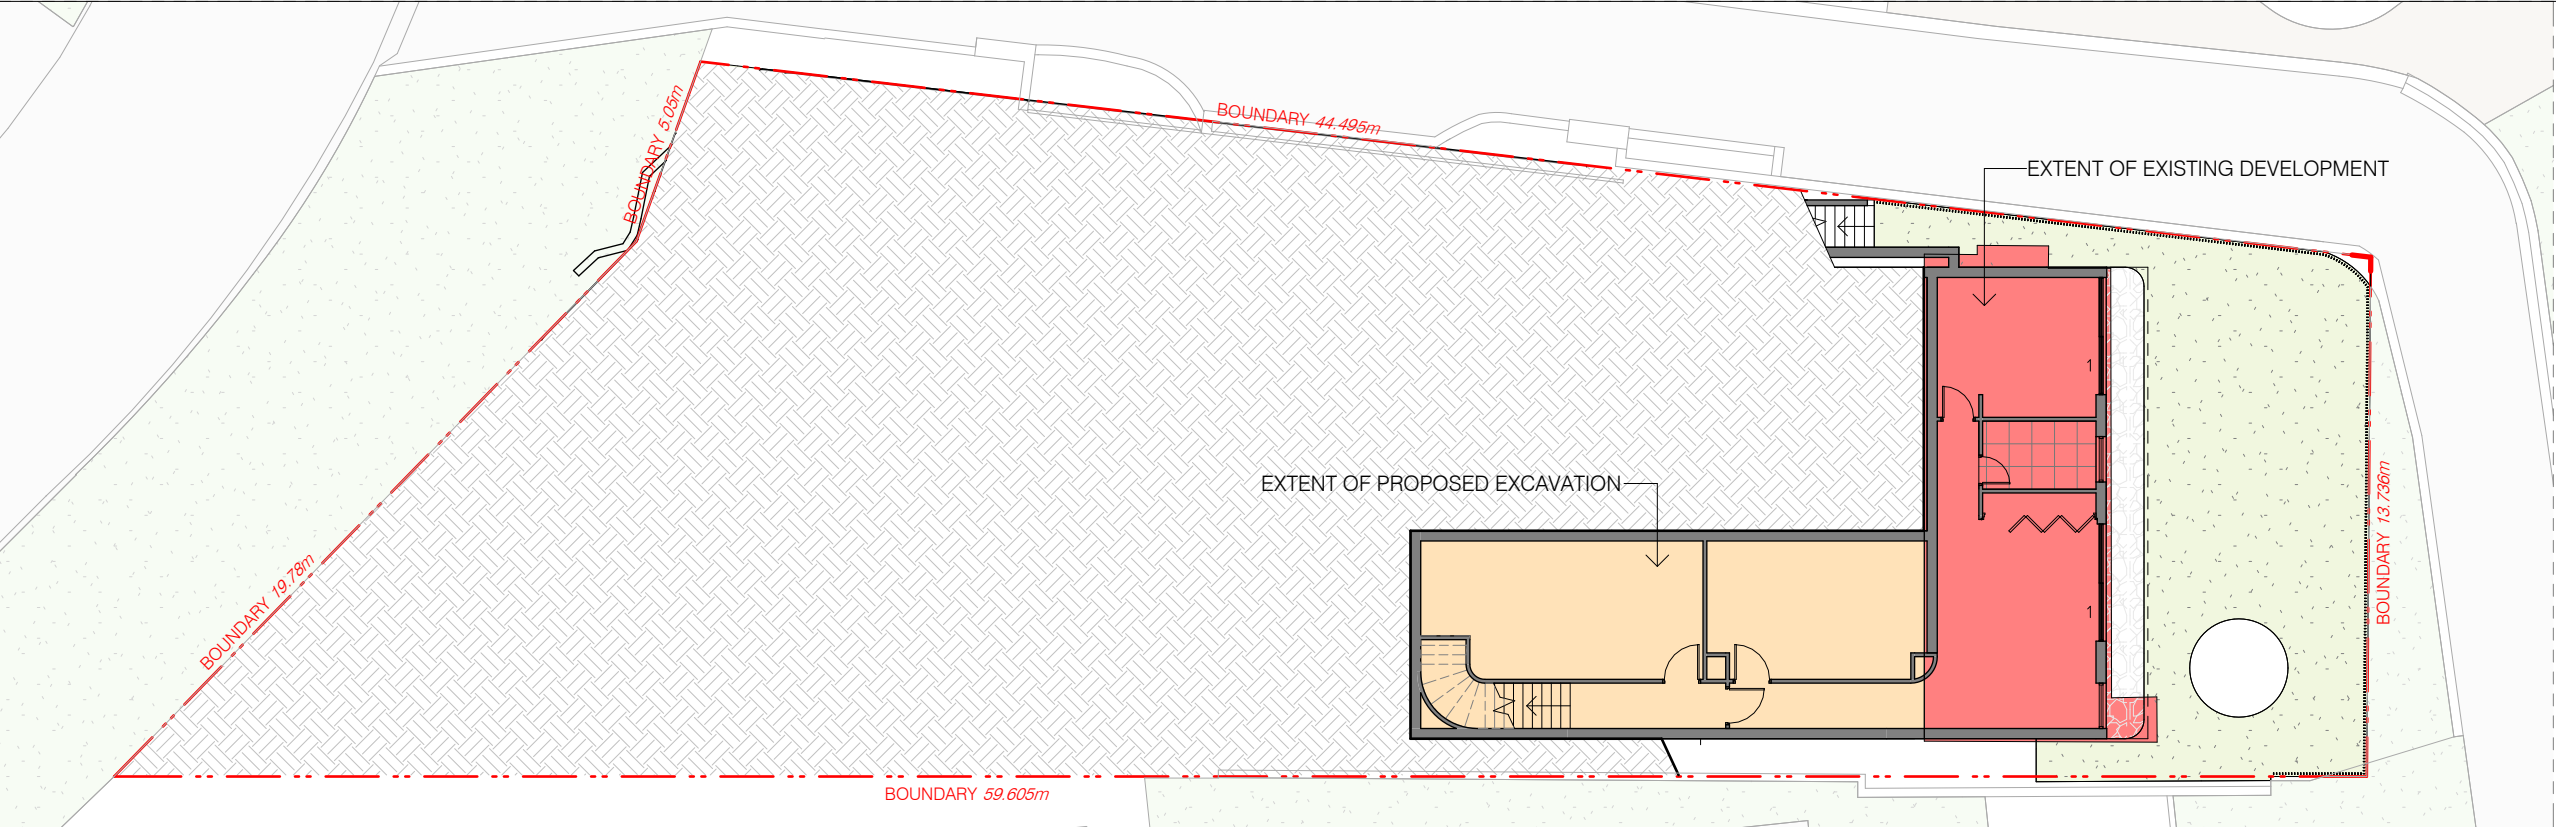 BOUNDARY 5.05m
BOUNDARY 44.495m
EXTENT OF EXISTING DEVELOPMENT
1
EXTENT OF PROPOSED EXCAVATION
BOUNDARY 13.736m
BOUNDARY 19.78m
1
BOUNDARY 59.605m